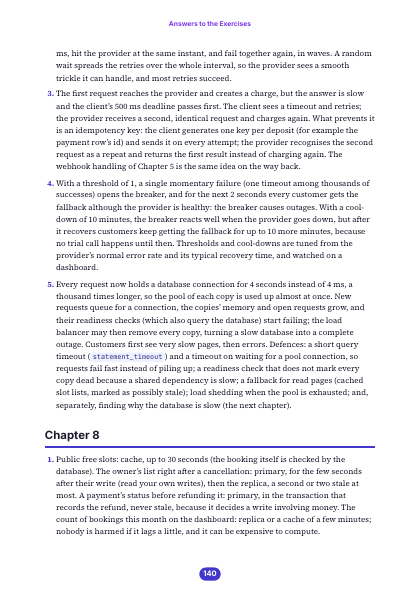 Answers to the Exercises
ms, hit the provider at the same instant, and fail together again, in waves. A random
wait spreads the retries over the whole interval, so the provider sees a smooth
trickle it can handle, and most retries succeed.
3. The first request reaches the provider and creates a charge, but the answer is slow
and the client's 500 ms deadline passes first. The client sees a timeout and retries;
the provider receives a second, identical request and charges again. What prevents it
is an idempotency key: the client generates one key per deposit (for example the
payment row's id) and sends it on every attempt; the provider recognises the second
request as a repeat and returns the first result instead of charging again. The
webhook handling of Chapter 5 is the same idea on the way back.
4. With a threshold of 1, a single momentary failure (one timeout among thousands of
successes) opens the breaker, and for the next 2 seconds every customer gets the
fallback although the provider is healthy: the breaker causes outages. With a cool-
down of 10 minutes, the breaker reacts well when the provider goes down, but after
it recovers customers keep getting the fallback for up to 10 more minutes, because
no trial call happens until then. Thresholds and cool-downs are tuned from the
provider's normal error rate and its typical recovery time, and watched on a
dashboard.
5. Every request now holds a database connection for 4 seconds instead of 4 ms, a
thousand times longer, so the pool of each copy is used up almost at once. New
requests queue for a connection, the copies' memory and open requests grow, and
their readiness checks (which also query the database) start failing; the load
balancer may then remove every copy, turning a slow database into a complete
outage. Customers first see very slow pages, then errors. Defences: a short query
timeout (statement_timeout) and a timeout on waiting for a pool connection, so
requests fail fast instead of piling up; a readiness check that does not mark every
copy dead because a shared dependency is slow; a fallback for read pages (cached
slot lists, marked as possibly stale); load shedding when the pool is exhausted; and,
separately, finding why the database is slow (the next chapter).
Chapter 8
1. Public free slots: cache, up to 30 seconds (the booking itself is checked by the
database). The owner's list right after a cancellation: primary, for the few seconds
after their write (read your own writes), then the replica, a second or two stale at
most. A payment's status before refunding it: primary, in the transaction that
records the refund, never stale, because it decides a write involving money. The
count of bookings this month on the dashboard: replica or a cache of a few minutes;
nobody is harmed if it lags a little, and it can be expensive to compute.
140